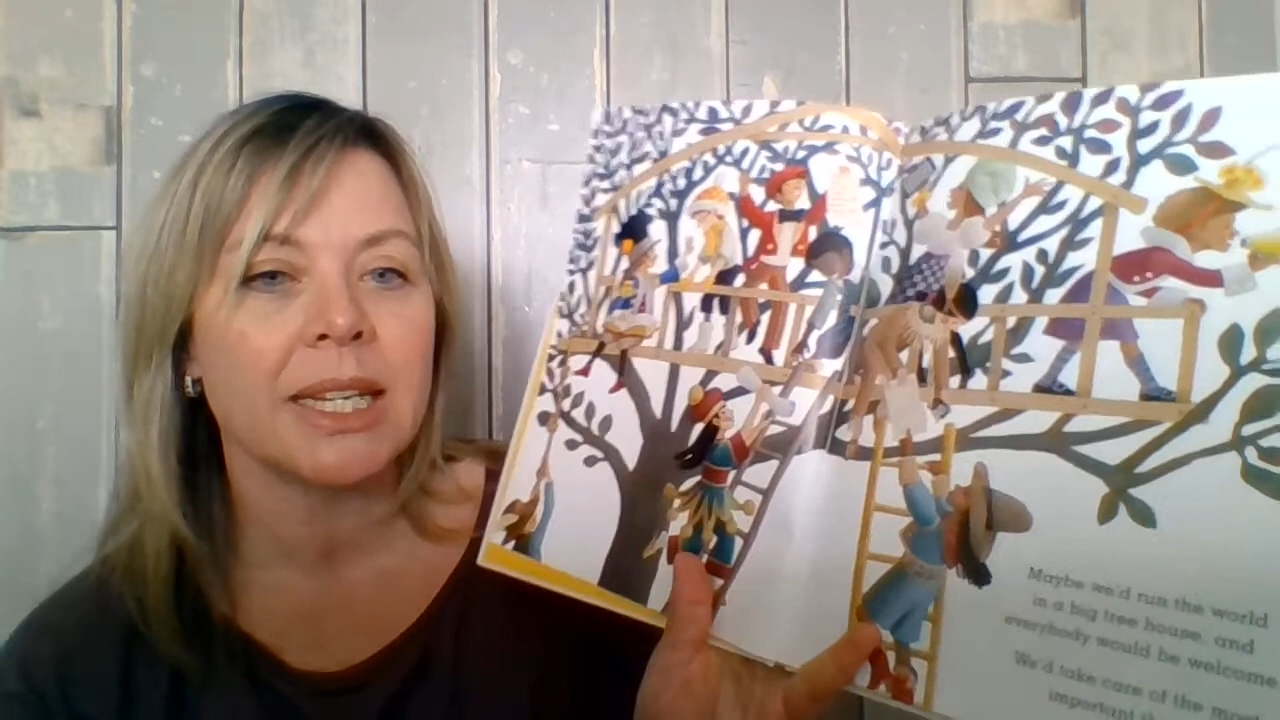 Maybe we'd run the world
in a big tree house and
everybody would be welcome
We'd take care of the most
important